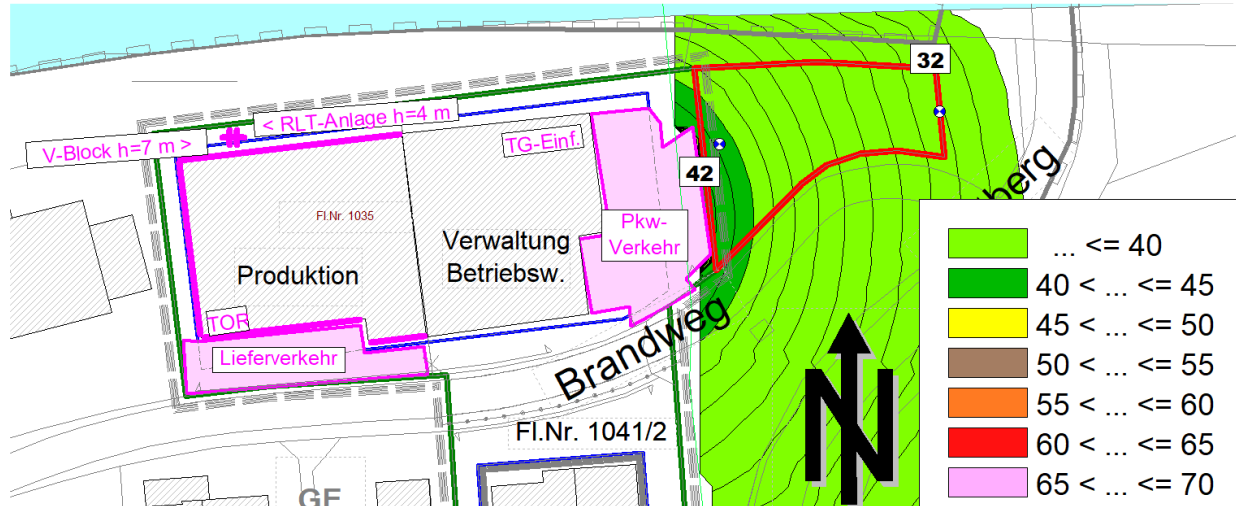 32
< RLT-Anlage h=4 m
V-Block h=7 m >
TG-Einf.
42
Fl.Nr. 1035
Pkw-
Verkehr
Verwaltung
Betriebsw.
Produktion
TOR
Lieferverkehr
Brandweg
Fl.Nr. 1041/2
GE
N
... <= 40
40 < ... <= 45
45 < ... <= 50
50 < ... <= 55
55 < ... <= 60
60 < ... <= 65
65 < ... <= 70